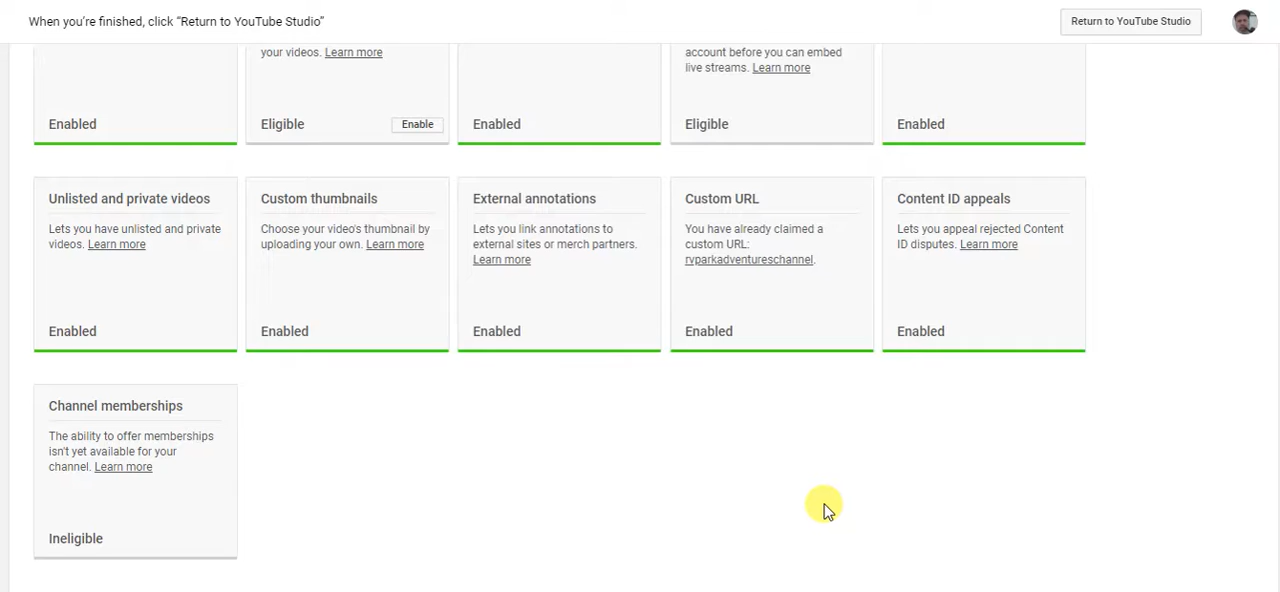 When you're finished, click “Return to YouTube Studio”
Return to YouTube Studio
your videos. Learn more
account before you can embed
live streams. Learn more
Enabled
Eligible
Enable
Enabled
Eligible
Enabled
Unlisted and private videos
Lets you have unlisted and private
videos. Learn more
Enabled
Custom thumbnails
Choose your video's thumbnail by
uploading your own. Learn more
Enabled
External annotations
Lets you link annotations to
external sites or merch partners.
Learn more
Enabled
Custom URL
You have already claimed a
custom URL:
rvparkadventureschannel.
Enabled
Content ID appeals
Lets you appeal rejected Content
ID disputes. Learn more
Enabled
Channel memberships
The ability to offer memberships
isn't yet available for your
channel. Learn more
Ineligible